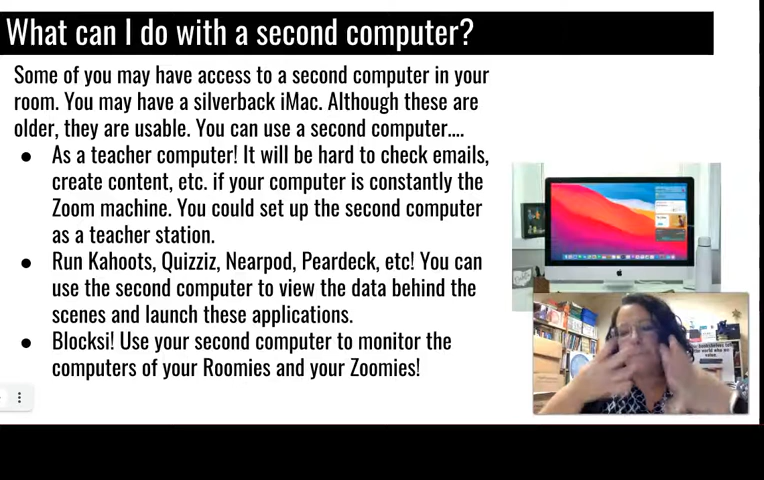 What can I do with a second computer?
Some of you may have access to a second computer in your
room. You may have a silverback iMac. Although these are
older, they are usable. You can use a second computer....
● As a teacher computer! It will be hard to check emails,
create content, etc. if your computer is constantly the
Zoom machine. You could set up the second computer
as a teacher station.
● Run Kahoots, Quizziz, Nearpod, Peardeck, etc! You can
use the second computer to view the data behind the
scenes and launch these applications.
● Blocksi! Use your second computer to monitor the
computers of your Roomies and your Zoomies!